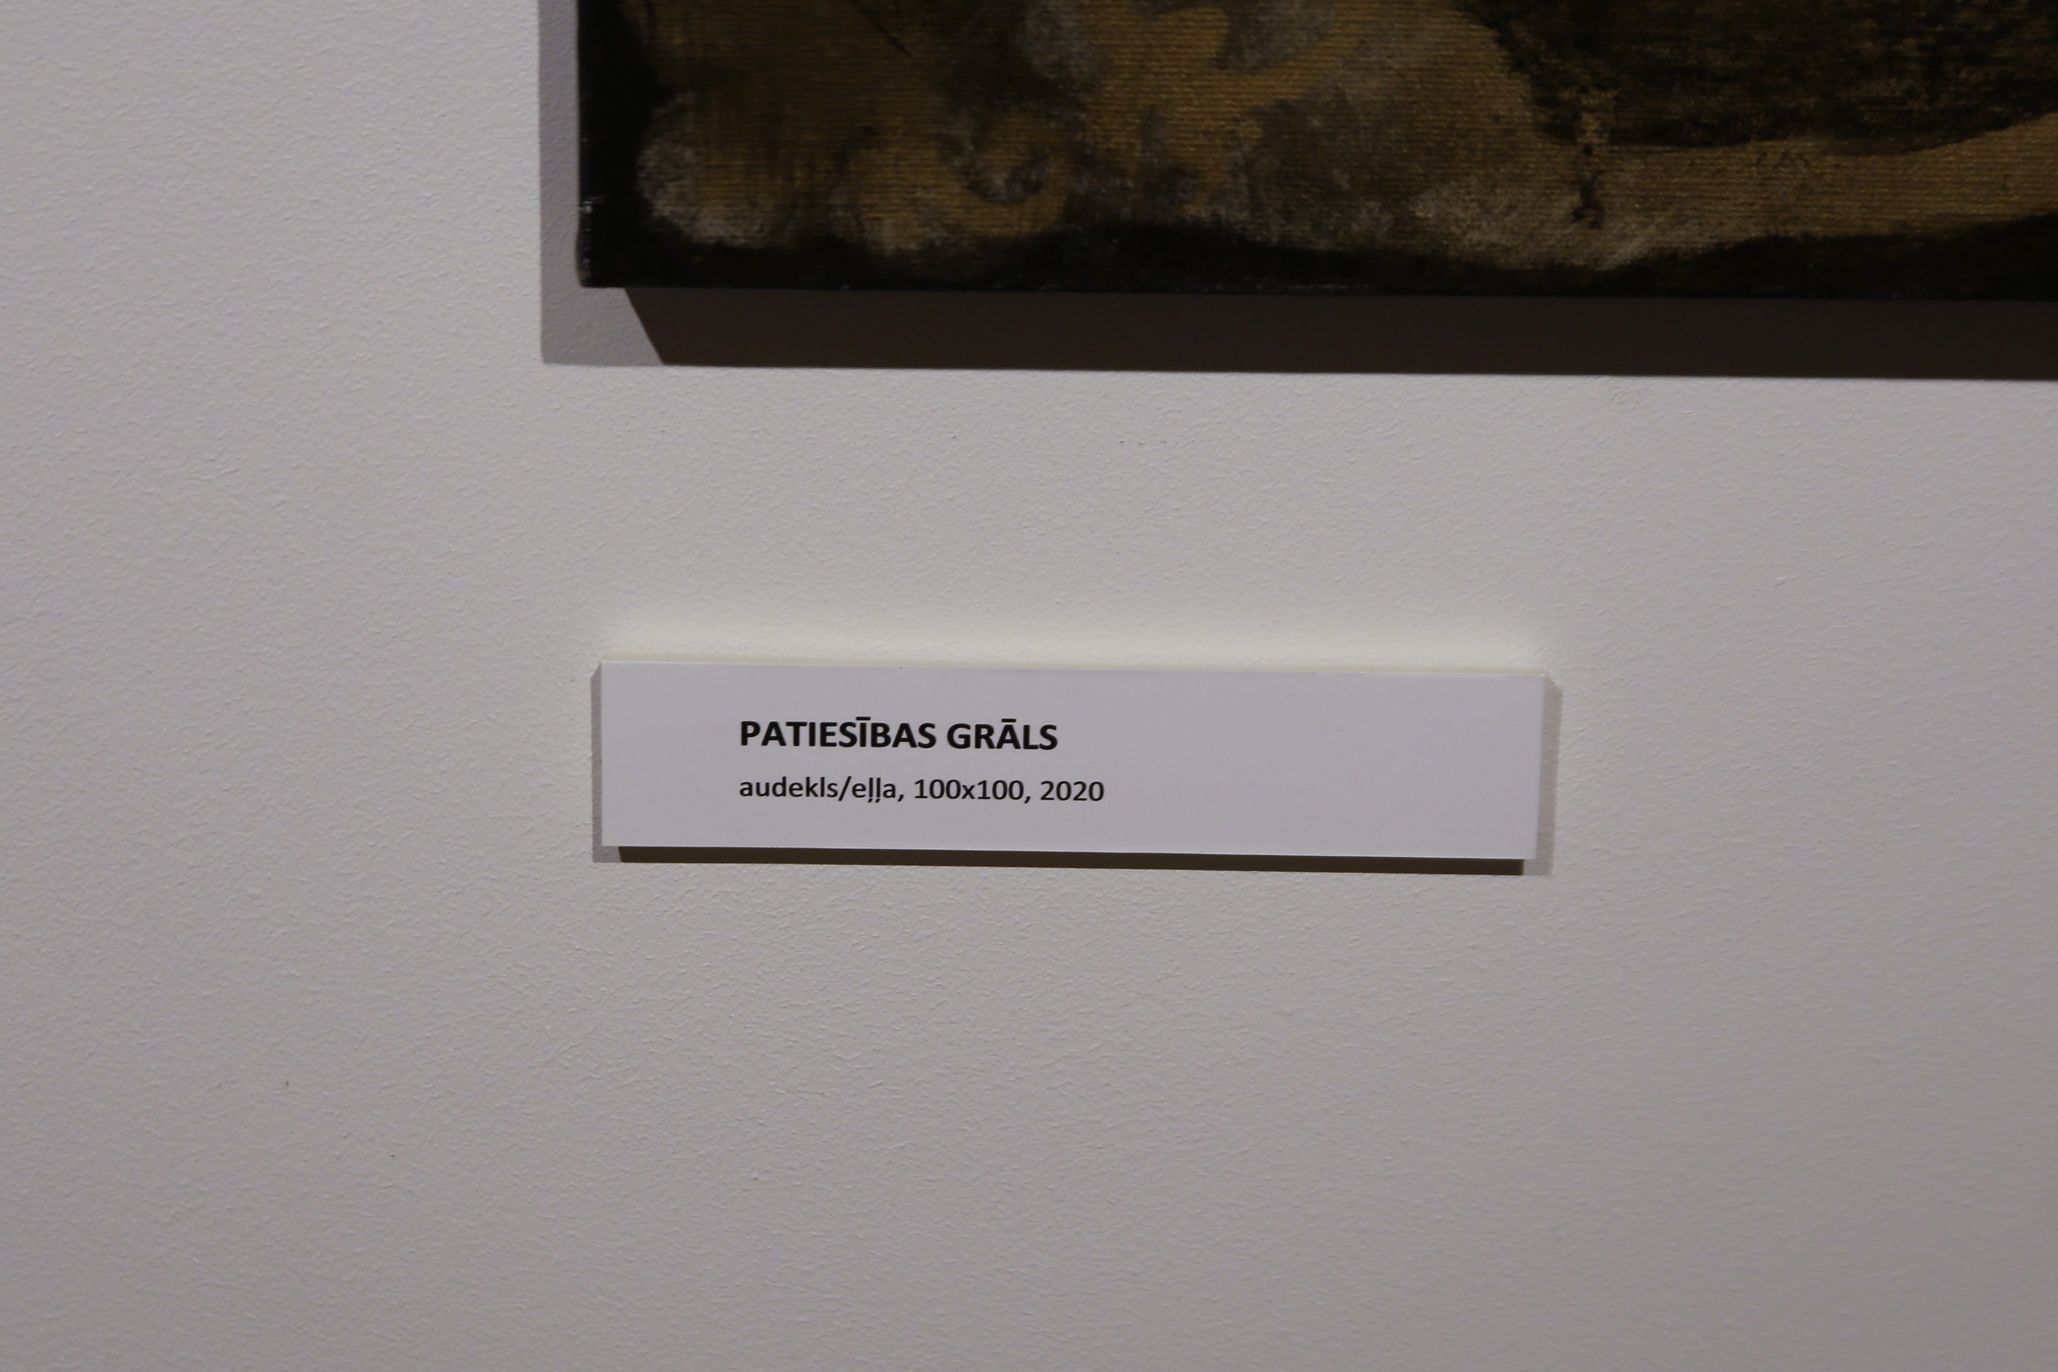 PATIESĪBAS GRĀLS
audekls/eļļa, 100x100, 2020